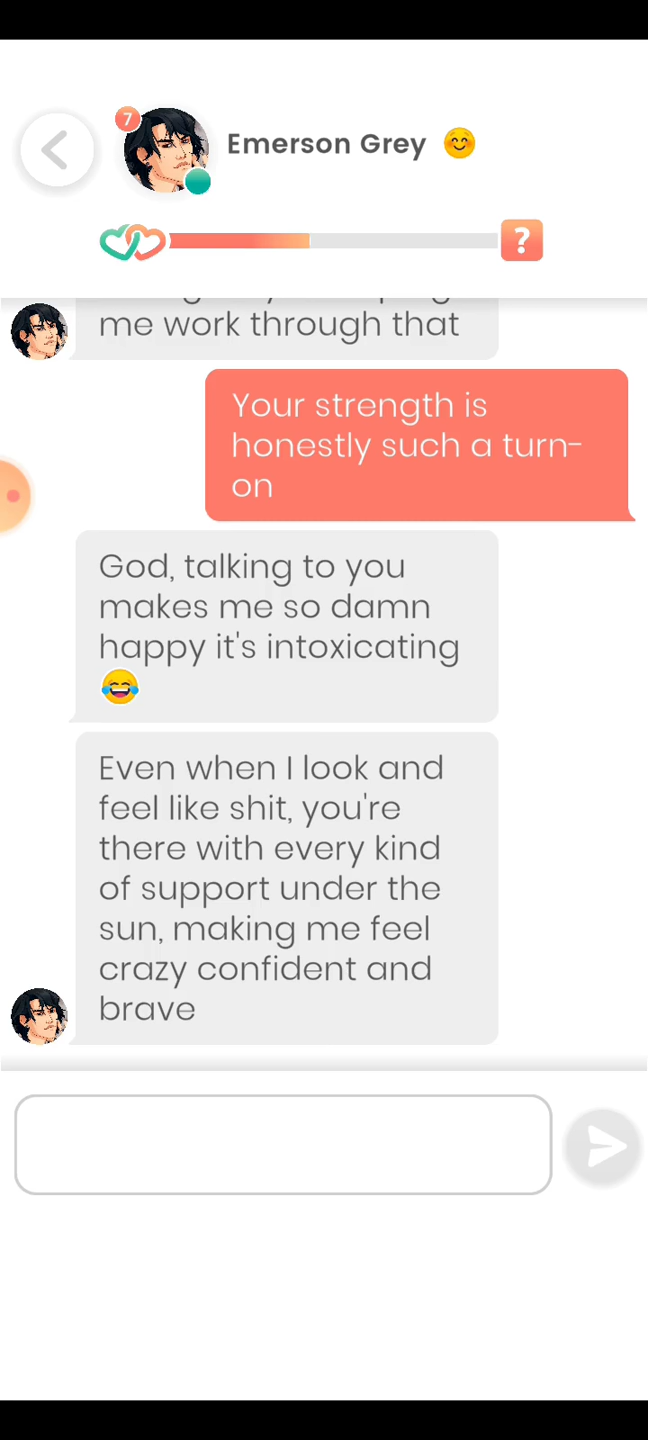 7
Emerson Grey 😊
?
me work through that
Your strength is
honestly such a turn-
on
God, talking to you
makes me so damn
happy it's intoxicating
😂
Even when I look and
feel like shit, you're
there with every kind
of support under the
sun, making me feel
crazy confident and
brave